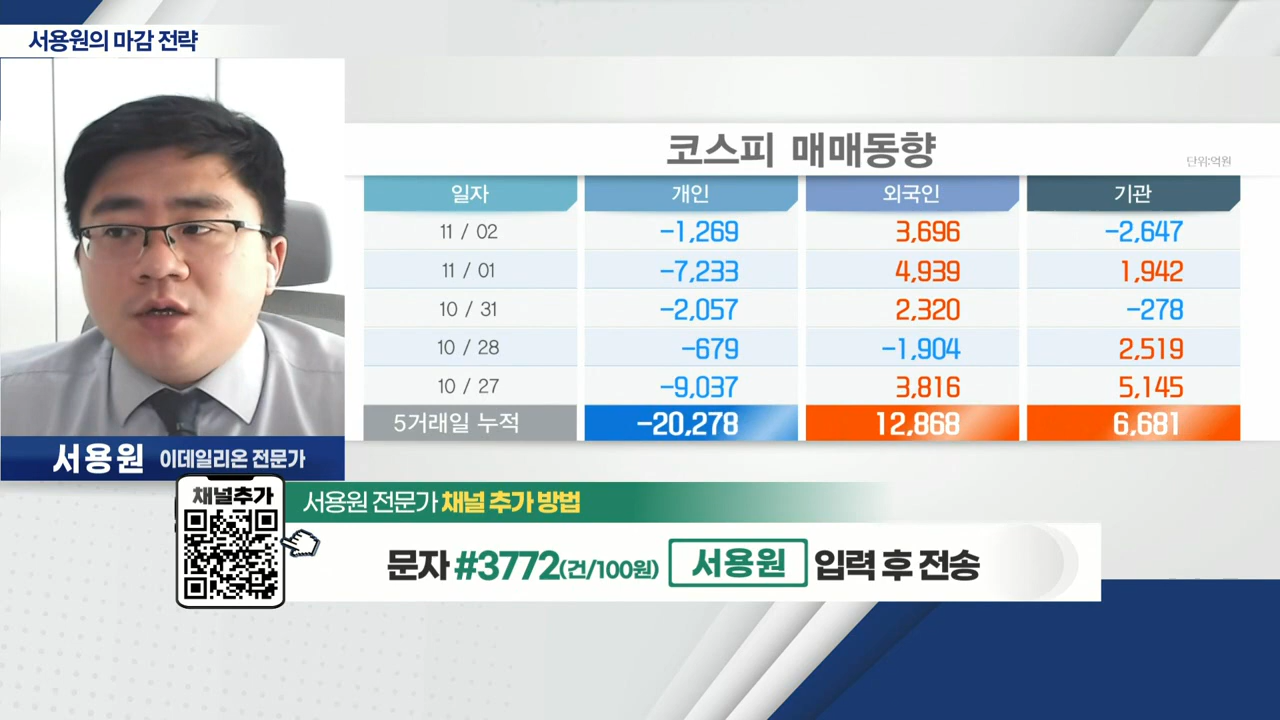 서용원의 마감 전략
코스피 매매동향
단위:억원
일자 개인 외국인 기관
11 / 02 -1,269 3,696 -2,647
11 / 01 -7,233 4,939 1,942
10 / 31 -2,057 2,320 -278
10 / 28 -679 -1,904 2,519
10 / 27 -9,037 3,816 5,145
5거래일 누적 -20,278 12,868 6,681
서용원 이데일리온 전문가
채널추가
서용원 전문가 채널 추가 방법
문자 #3772(건/100원) 서용원 입력 후 전송